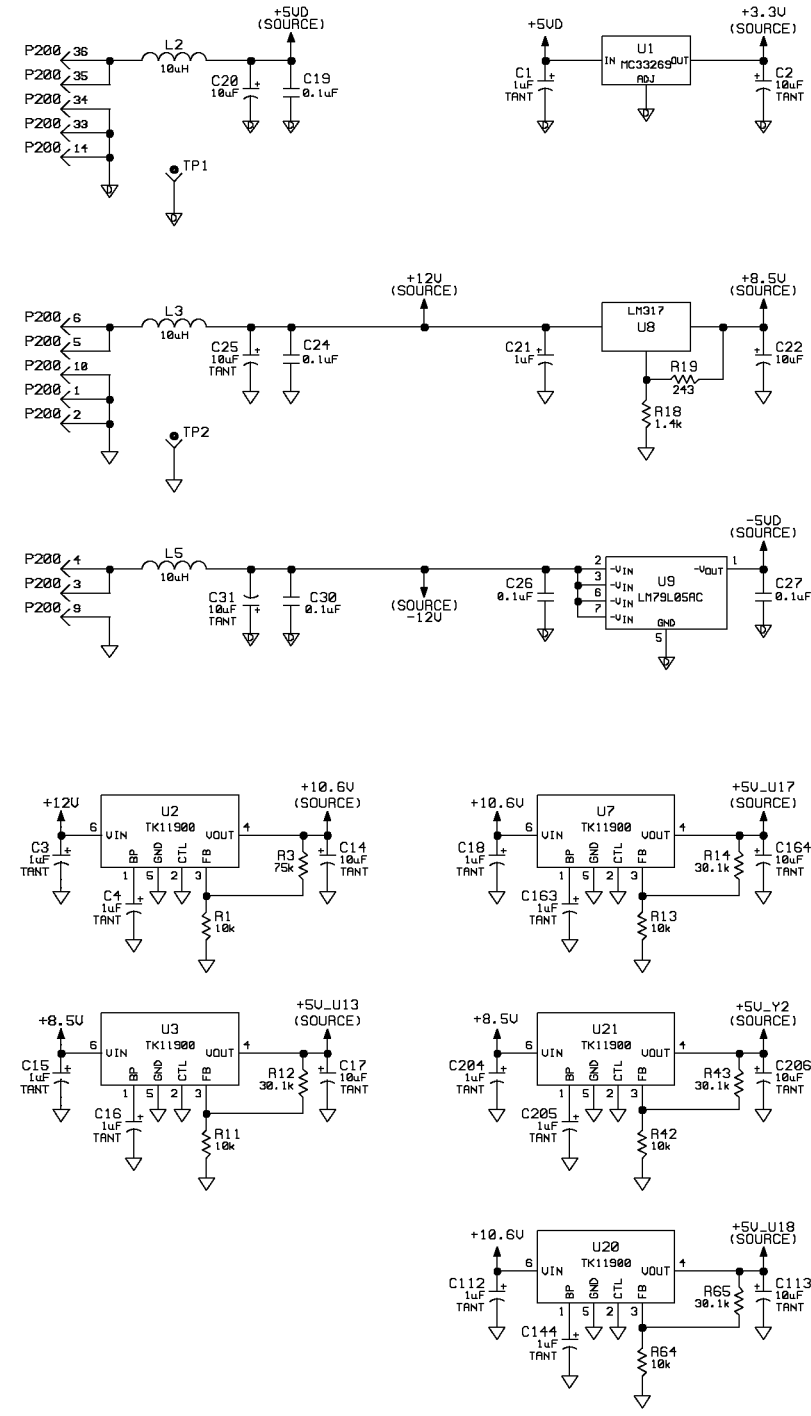 +5VD
(SOURCE)
P200 36
P200 35
P200 34
P200 33
P200 14
L2
10uH
C20
10uF
+
C19
0.1uF
D
D
D
TP1
D
+5VD
C1
1uF
TANT
+
D
IN
U1
MC33269
OUT
ADJ
D
+3.3V
(SOURCE)
C2
10uF
TANT
+
D
P200 6
P200 5
P200 10
P200 1
P200 2
L3
10uH
C25
10uF
TANT
+
C24
0.1uF
TP2
+12V
(SOURCE)
C21
1uF
+
LM317
U8
R19
243
R18
1.4k
+8.5V
(SOURCE)
C22
10uF
+
P200 4
P200 3
P200 9
L5
10uH
C31
10uF
TANT
+
D
C30
0.1uF
D
(SOURCE)
-12V
C26
0.1uF
D
2
3
6
7
-VIN
-VIN
-VIN
-VIN
U9
LM79L05AC
-VOUT
1
GND
5
D
-5VD
(SOURCE)
C27
0.1uF
D
+12V
C3
1uF
TANT
+
6
VIN
U2
TK11900
VOUT
4
BP
GND
CTL
FB
1
5
2
3
C4
1uF
TANT
+
R1
10k
R3
75k
+10.6V
(SOURCE)
C14
10uF
TANT
+
+10.6V
C18
1uF
TANT
+
6
VIN
U7
TK11900
VOUT
4
BP
GND
CTL
FB
1
5
2
3
C163
1uF
TANT
+
R13
10k
R14
30.1k
+5V_U17
(SOURCE)
C164
10uF
TANT
+
+8.5V
C15
1uF
TANT
+
6
VIN
U3
TK11900
VOUT
4
BP
GND
CTL
FB
1
5
2
3
C16
1uF
TANT
+
R11
10k
R12
30.1k
+5V_U13
(SOURCE)
C17
10uF
TANT
+
+8.5V
C204
1uF
TANT
+
6
VIN
U21
TK11900
VOUT
4
BP
GND
CTL
FB
1
5
2
3
C205
1uF
TANT
+
R42
10k
R43
30.1k
+5V_Y2
(SOURCE)
C206
10uF
TANT
+
+10.6V
C112
1uF
TANT
+
6
VIN
U20
TK11900
VOUT
4
BP
GND
CTL
FB
1
5
2
3
C144
1uF
TANT
+
R64
10k
R65
30.1k
+5V_U18
(SOURCE)
C113
10uF
TANT
+